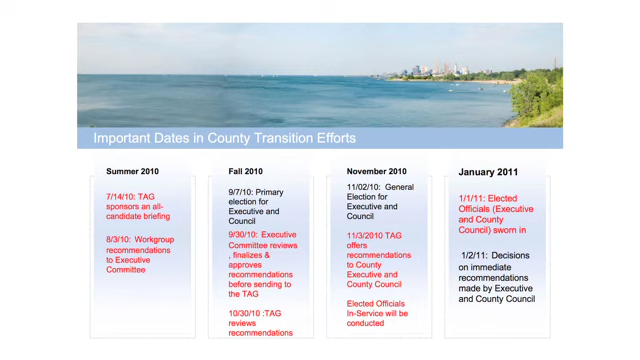 Important Dates in County Transition Efforts
Summer 2010
7/14/10: TAG
sponsors an all-
candidate briefing
8/3/10: Workgroup
recommendations
to Executive
Committee
Fall 2010
9/7/10: Primary
election for
Executive and
Council
9/30/10: Executive
Committee reviews
, finalizes &
approves
recommendations
before sending to
the TAG
10/30/10 :TAG
reviews
recommendations
November 2010
11/02/10: General
Election for
Executive and
Council
11/3/2010 TAG
offers
recommendations
to County
Executive and
County Council
Elected Officials
In-Service will be
conducted
January 2011
1/1/11: Elected
Officials (Executive
and County
Council) sworn in
1/2/11: Decisions
on immediate
recommendations
made by Executive
and County Council